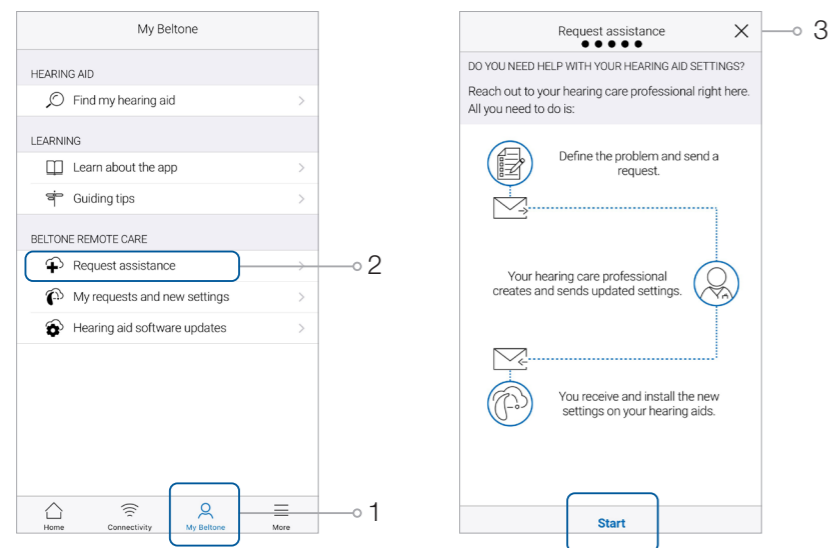 My Beltone
HEARING AID
Find my hearing aid
LEARNING
Learn about the app
Guiding tips
BELTONE REMOTE CARE
Request assistance
2
My requests and new settings
Hearing aid software updates
Home
Connectivity
My Beltone
More
1
Request assistance
3
DO YOU NEED HELP WITH YOUR HEARING AID SETTINGS?
Reach out to your hearing care professional right here.
All you need to do is:
Define the problem and send a
request.
Your hearing care professional
creates and sends updated settings.
You receive and install the new
settings on your hearing aids.
Start